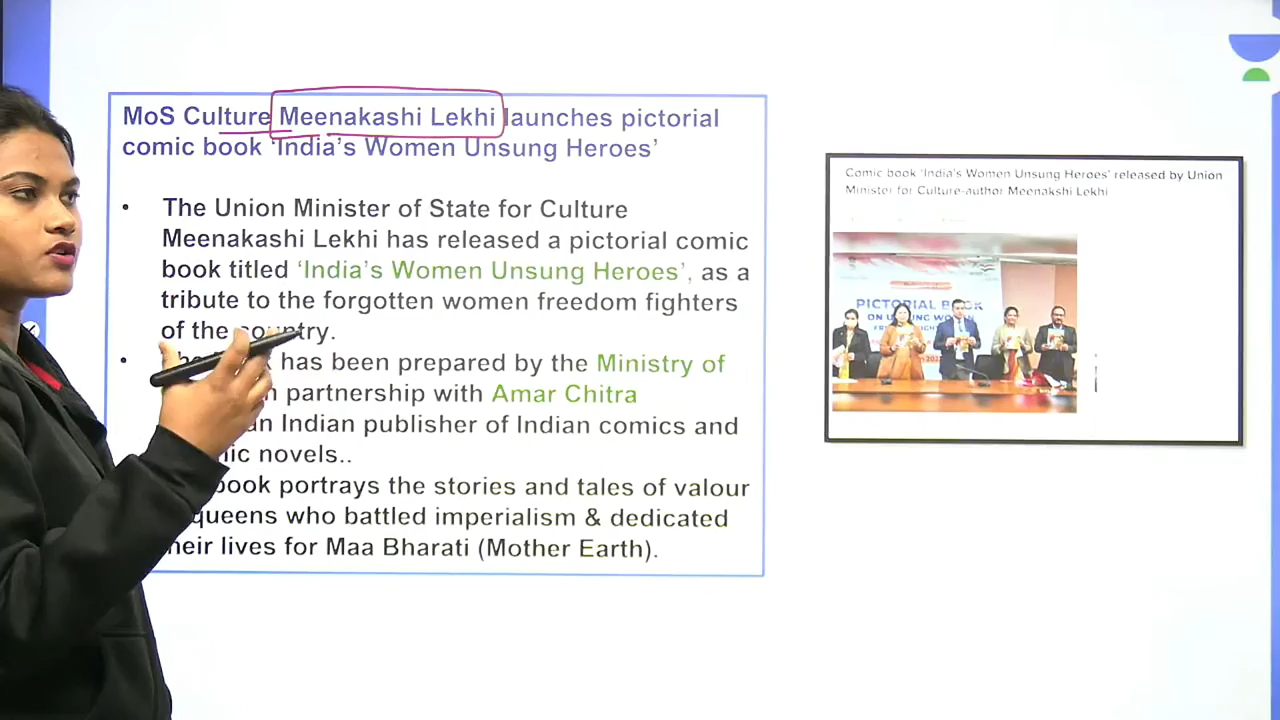 MoS Culture Meenakashi Lekhi launches pictorial
comic book ‘India’s Women Unsung Heroes’
• The Union Minister of State for Culture
Meenakashi Lekhi has released a pictorial comic
book titled ‘India’s Women Unsung Heroes’, as a
tribute to the forgotten women freedom fighters
of the country.
• has been prepared by the Ministry of
partnership with Amar Chitra
an Indian publisher of Indian comics and
novels..
book portrays the stories and tales of valour
queens who battled imperialism & dedicated
their lives for Maa Bharati (Mother Earth).
Comic book ‘India’s Women Unsung Heroes’ released by Union
Minister for Culture-author Meenakshi Lekhi
PICTORIAL BOOK